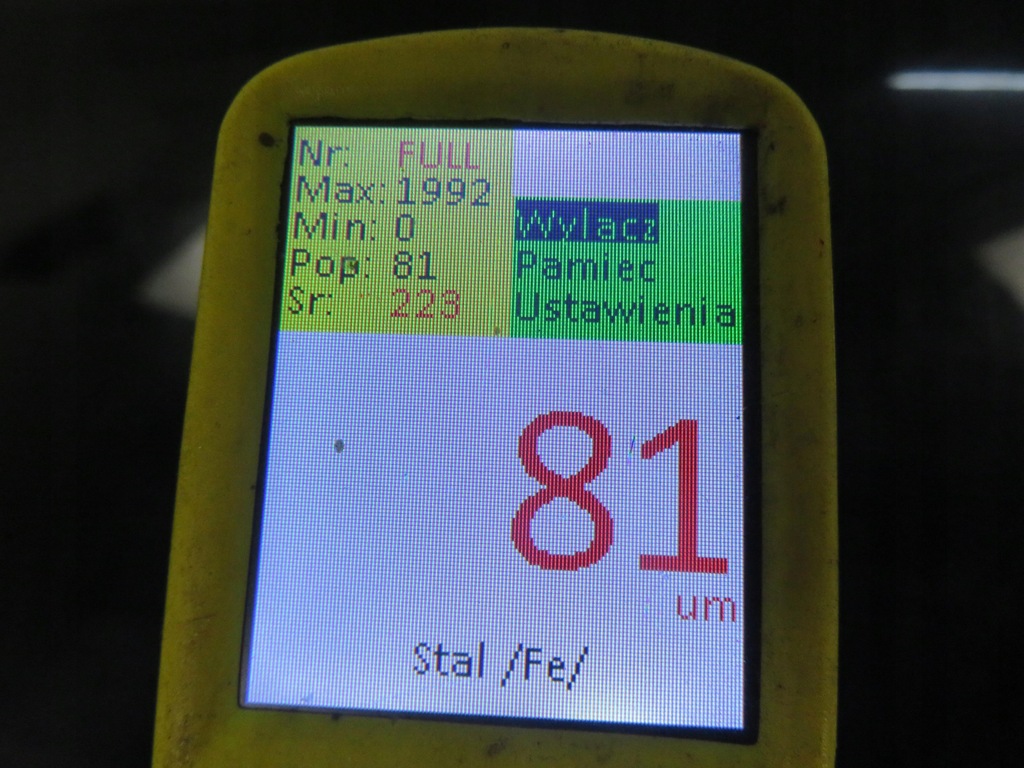 Nr: FULL
Max: 1992
Min: 0
Pop: 81
Sr: 223
Wylacz
Pamiec
Ustawienia
81
um
Stal /Fe/